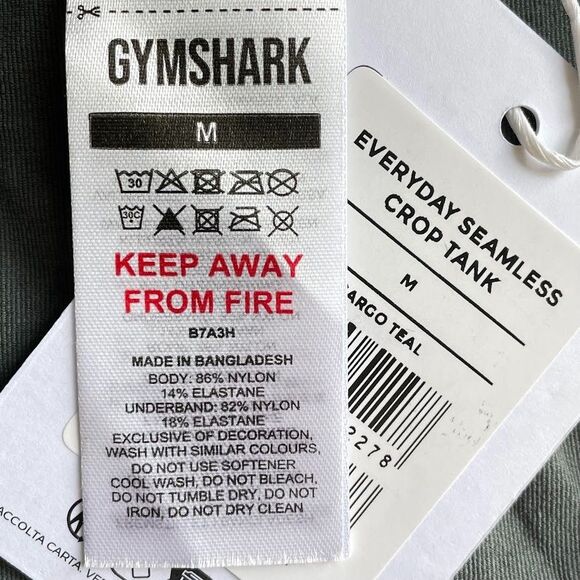 GYMSHARK
M
30
30C
KEEP AWAY
FROM FIRE
B7A3H
MADE IN BANGLADESH
BODY: 86% NYLON
14% ELASTANE
UNDERBAND: 82% NYLON
18% ELASTANE
EXCLUSIVE OF DECORATION,
WASH WITH SIMILAR COLOURS,
DO NOT USE SOFTENER
COOL WASH, DO NOT BLEACH,
DO NOT TUMBLE DRY, DO NOT
IRON, DO NOT DRY CLEAN
EVERYDAY SEAMLESS
CROP TANK
M
CARGO TEAL
2278
RACCOLTA CARTA.